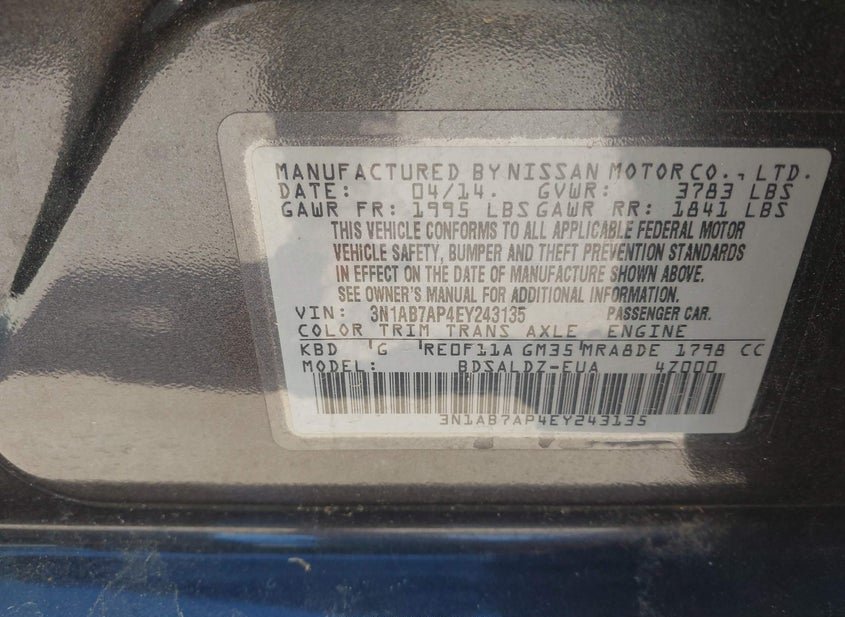 MANUFACTURED BY NISSAN MOTOR CO., LTD.
DATE: 04/14. GVWR: 3783 LBS
GAWR FR: 1995 LBS GAWR RR: 1841 LBS
THIS VEHICLE CONFORMS TO ALL APPLICABLE FEDERAL MOTOR
VEHICLE SAFETY, BUMPER AND THEFT PREVENTION STANDARDS
IN EFFECT ON THE DATE OF MANUFACTURE SHOWN ABOVE.
SEE OWNER'S MANUAL FOR ADDITIONAL INFORMATION.
VIN: 3N1AB7AP4EY243135 PASSENGER CAR.
COLOR TRIM TRANS AXLE ENGINE
KBD G RE0F11A GM35 MRA8DE 1798 CC
MODEL: BDSALDZ-EUA 4Z000
3N1AB7AP4EY243135